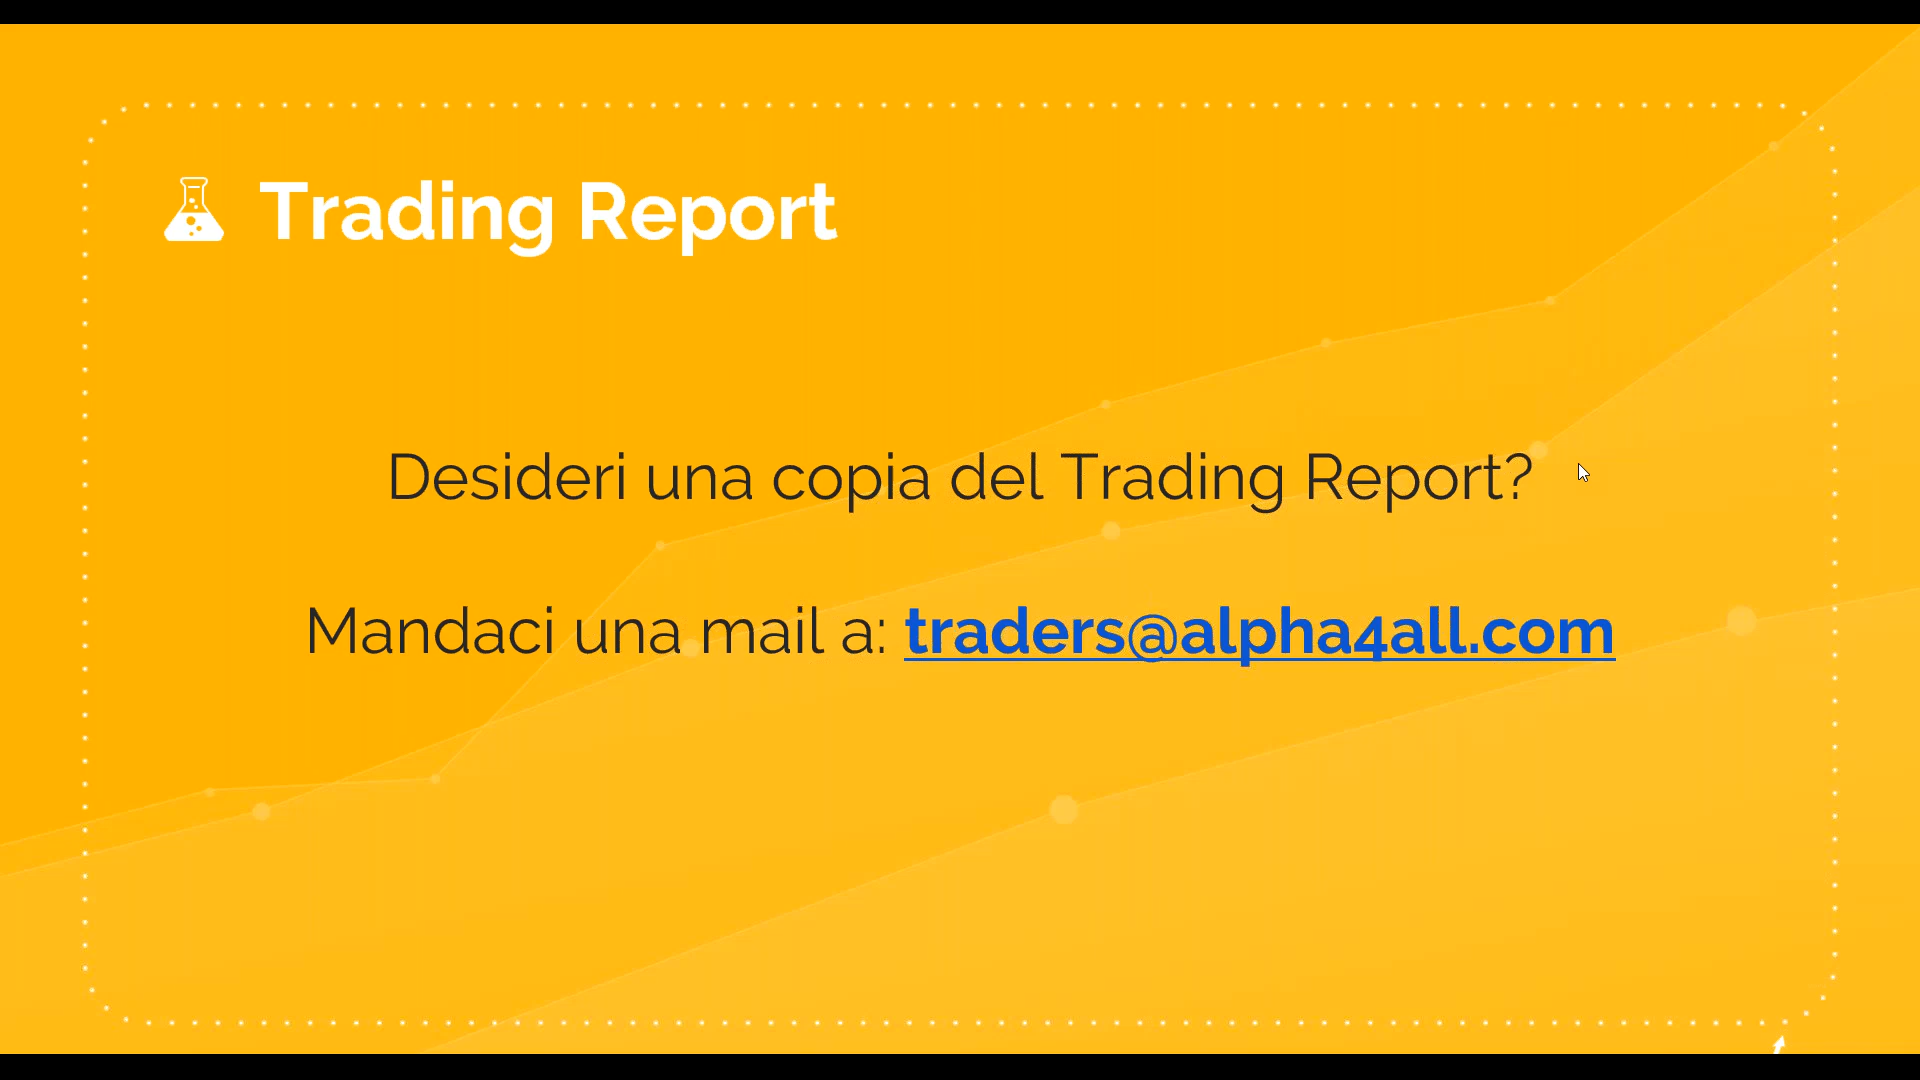 Trading Report
Desideri una copia del Trading Report?
Mandaci una mail a: traders@alpha4all.com